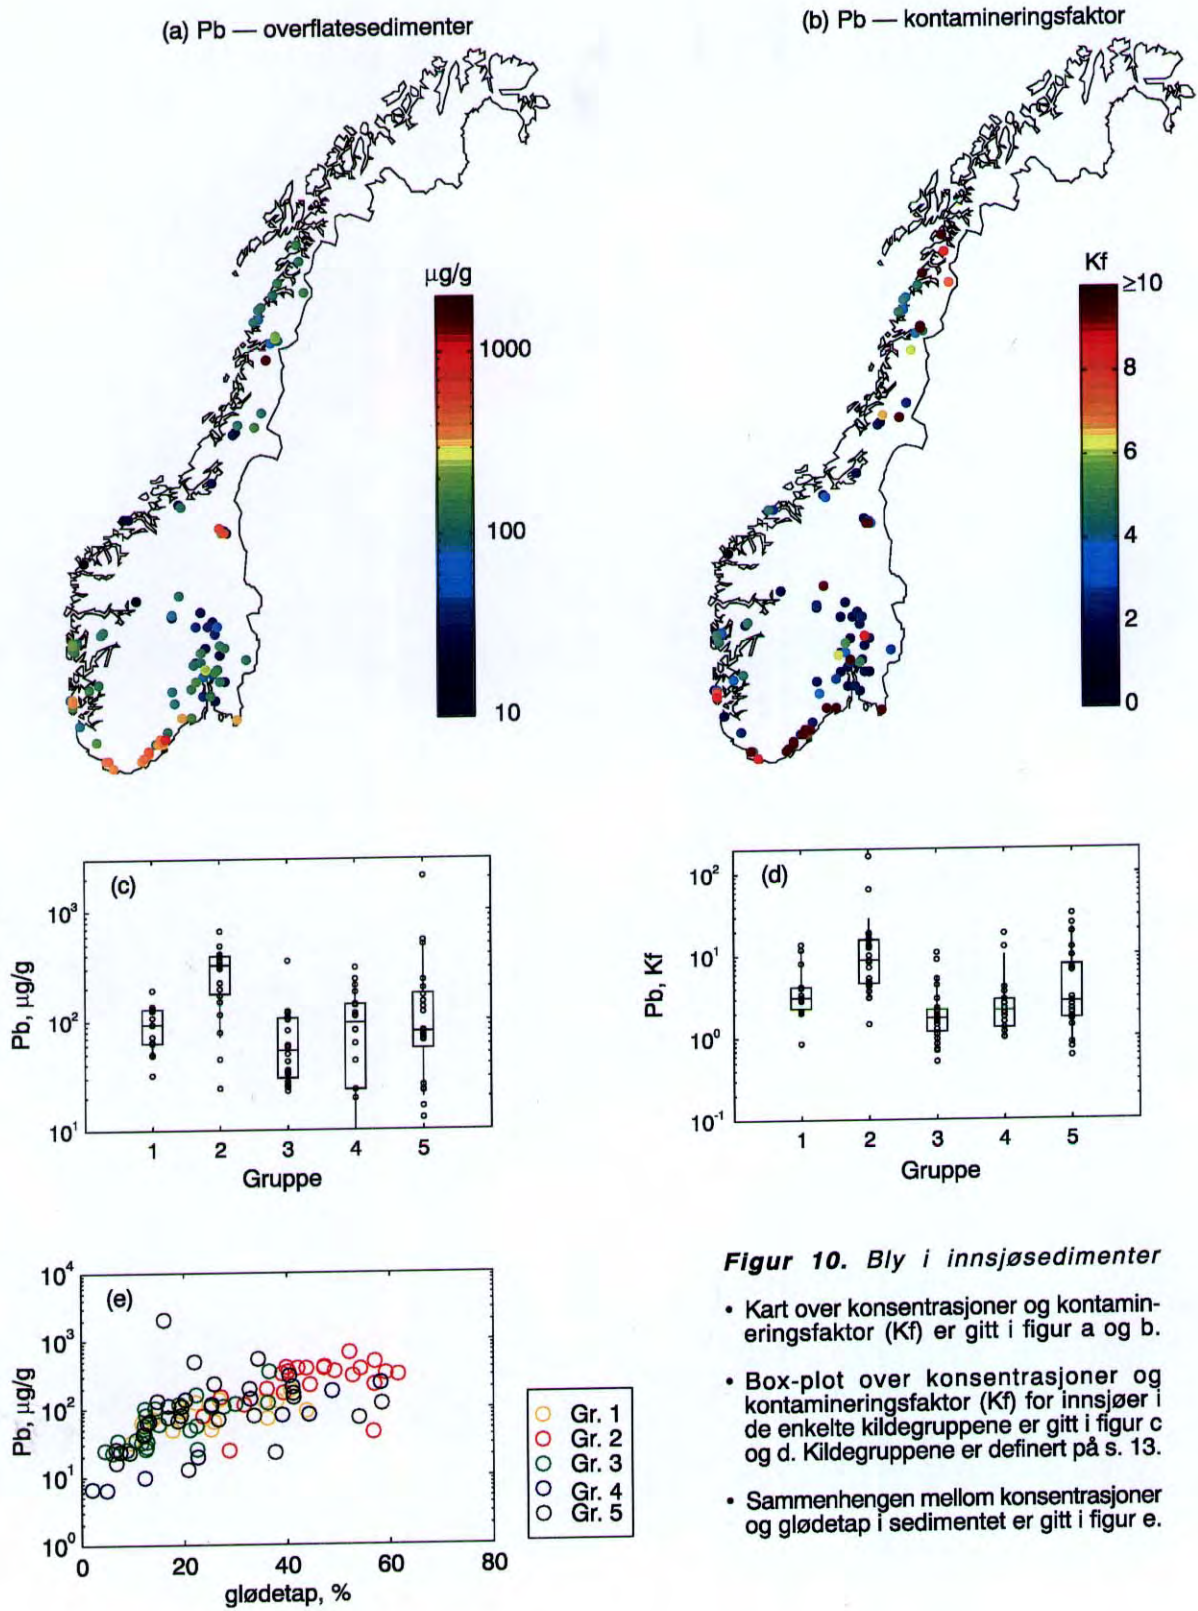 (a) Pb — overflatesedimenter
(b) Pb — kontamineringsfaktor
µg/g
1000
100
10
Kf
≥10
8
6
4
2
0
(c)
Pb, µg/g
10³
10²
10¹
1 2 3 4 5
Gruppe
(d)
Pb, Kf
10²
10¹
10⁰
10⁻¹
1 2 3 4 5
Gruppe
(e)
Pb, µg/g
10⁴
10³
10²
10¹
10⁰
0 20 40 60 80
glødetap, %
Gr. 1
Gr. 2
Gr. 3
Gr. 4
Gr. 5
Figur 10. Bly i innsjøsedimenter
• Kart over konsentrasjoner og kontamin-
eringsfaktor (Kf) er gitt i figur a og b.
• Box-plot over konsentrasjoner og
kontamineringsfaktor (Kf) for innsjøer i
de enkelte kildegruppene er gitt i figur c
og d. Kildegruppene er definert på s. 13.
• Sammenhengen mellom konsentrasjoner
og glødetap i sedimentet er gitt i figur e.